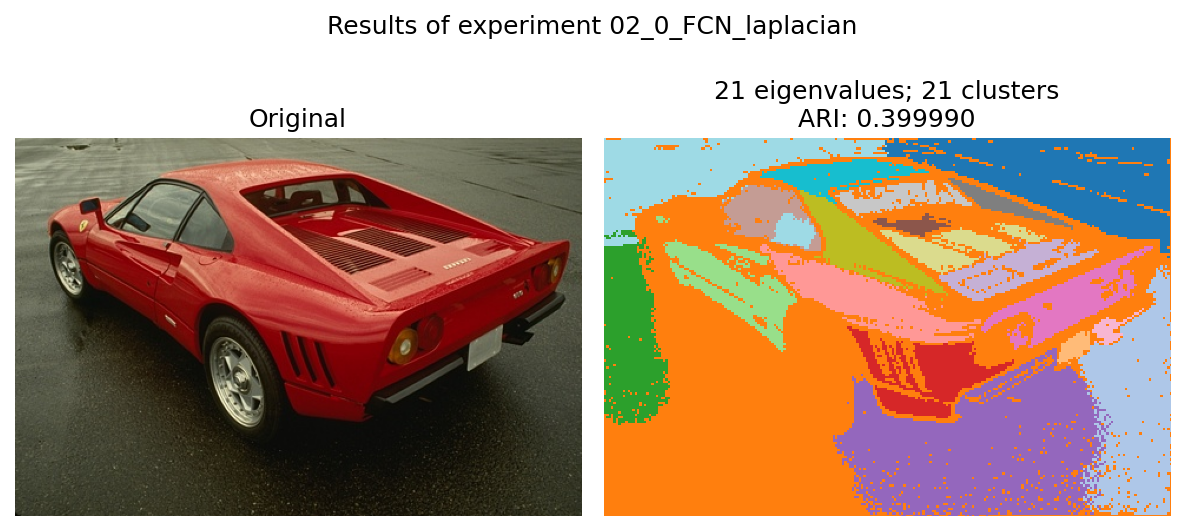 Results of experiment 02_0_FCN_laplacian
Original
21 eigenvalues; 21 clusters
ARI: 0.399990